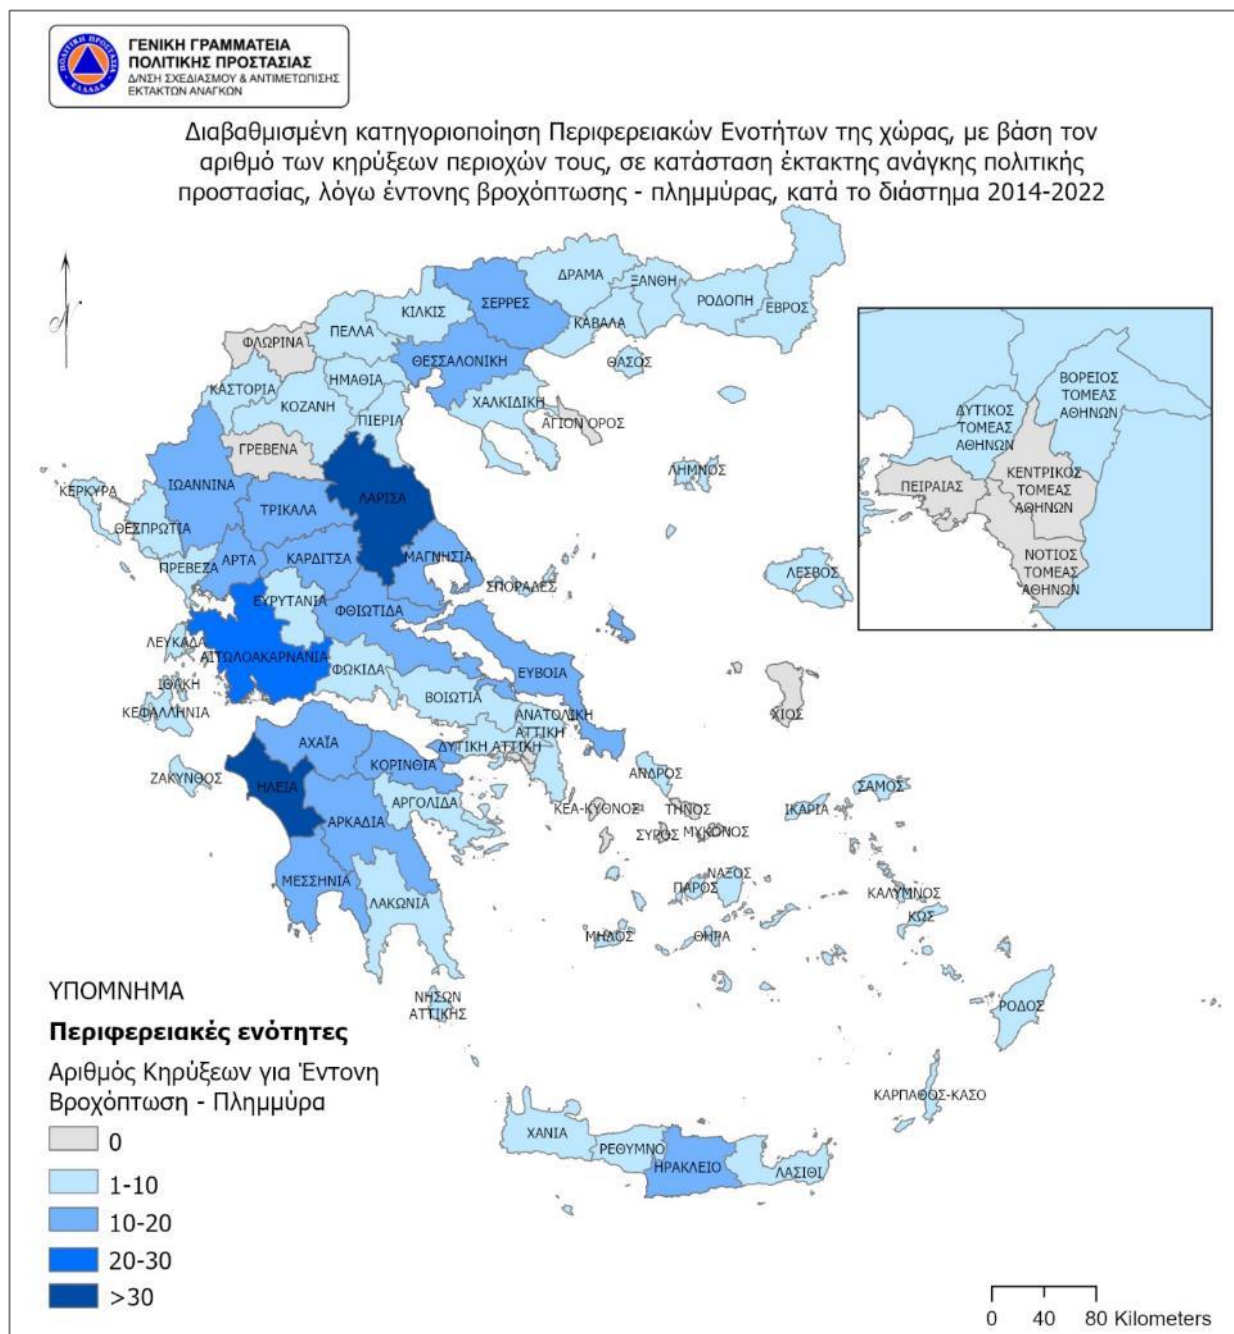 ΓΕΝΙΚΗ ΓΡΑΜΜΑΤΕΙΑ
ΠΟΛΙΤΙΚΗΣ ΠΡΟΣΤΑΣΙΑΣ
Δ/ΝΣΗ ΣΧΕΔΙΑΣΜΟΥ & ΑΝΤΙΜΕΤΩΠΙΣΗΣ
ΕΚΤΑΚΤΩΝ ΑΝΑΓΚΩΝ
ΠΟΛΙΤΙΚΗ ΠΡΟΣΤΑΣΙΑ
ΕΛΛΑΔΑ
Διαβαθμισμένη κατηγοριοποίηση Περιφερειακών Ενοτήτων της χώρας, με βάση τον
αριθμό των κηρύξεων περιοχών τους, σε κατάσταση έκτακτης ανάγκης πολιτικής
προστασίας, λόγω έντονης βροχόπτωσης - πλημμύρας, κατά το διάστημα 2014-2022
ΔΡΑΜΑ
ΞΑΝΘΗ
ΡΟΔΟΠΗ
ΕΒΡΟΣ
ΣΕΡΡΕΣ
ΚΙΛΚΙΣ
ΚΑΒΑΛΑ
ΠΕΛΛΑ
ΦΛΩΡΙΝΑ
ΘΕΣΣΑΛΟΝΙΚΗ
ΘΑΣΟΣ
ΗΜΑΘΙΑ
ΚΑΣΤΟΡΙΑ
ΚΟΖΑΝΗ
ΧΑΛΚΙΔΙΚΗ
ΠΙΕΡΙΑ
ΑΓΙΟΝ ΟΡΟΣ
ΓΡΕΒΕΝΑ
ΛΗΜΝΟΣ
ΙΩΑΝΝΙΝΑ
ΚΕΡΚΥΡΑ
ΛΑΡΙΣΑ
ΤΡΙΚΑΛΑ
ΘΕΣΠΡΩΤΙΑ
ΑΡΤΑ
ΚΑΡΔΙΤΣΑ
ΜΑΓΝΗΣΙΑ
ΠΡΕΒΕΖΑ
ΛΕΣΒΟΣ
ΣΠΟΡΑΔΕΣ
ΕΥΡΥΤΑΝΙΑ
ΦΘΙΩΤΙΔΑ
ΛΕΥΚΑΔΑ
ΑΙΤΩΛΟΑΚΑΡΝΑΝΙΑ
ΦΩΚΙΔΑ
ΕΥΒΟΙΑ
ΙΘΑΚΗ
ΒΟΙΩΤΙΑ
ΚΕΦΑΛΛΗΝΙΑ
ΑΝΑΤΟΛΙΚΗ
ΑΤΤΙΚΗ
ΧΙΟΣ
ΑΧΑΪΑ
ΔΥΤΙΚΗ ΑΤΤΙΚΗ
ΚΟΡΙΝΘΙΑ
ΖΑΚΥΝΘΟΣ
ΗΛΕΙΑ
ΑΝΔΡΟΣ
ΣΑΜΟΣ
ΑΡΓΟΛΙΔΑ
ΚΕΑ-ΚΥΘΝΟΣ
ΤΗΝΟΣ
ΙΚΑΡΙΑ
ΑΡΚΑΔΙΑ
ΣΥΡΟΣ
ΜΥΚΟΝΟΣ
ΜΕΣΣΗΝΙΑ
ΝΑΞΟΣ
ΠΑΡΟΣ
ΚΑΛΥΜΝΟΣ
ΛΑΚΩΝΙΑ
ΚΩΣ
ΜΗΛΟΣ
ΘΗΡΑ
ΝΗΣΩΝ
ΑΤΤΙΚΗΣ
ΡΟΔΟΣ
ΚΑΡΠΑΘΟΣ-ΚΑΣΟ
ΧΑΝΙΑ
ΡΕΘΥΜΝΟ
ΗΡΑΚΛΕΙΟ
ΛΑΣΙΘΙ
ΒΟΡΕΙΟΣ
ΤΟΜΕΑΣ
ΑΘΗΝΩΝ
ΔΥΤΙΚΟΣ
ΤΟΜΕΑΣ
ΑΘΗΝΩΝ
ΚΕΝΤΡΙΚΟΣ
ΤΟΜΕΑΣ
ΑΘΗΝΩΝ
ΠΕΙΡΑΙΑΣ
ΝΟΤΙΟΣ
ΤΟΜΕΑΣ
ΑΘΗΝΩΝ
ΥΠΟΜΝΗΜΑ
Περιφερειακές ενότητες
Αριθμός Κηρύξεων για Έντονη
Βροχόπτωση - Πλημμύρα
0
1-10
10-20
20-30
>30
0 40 80 Kilometers